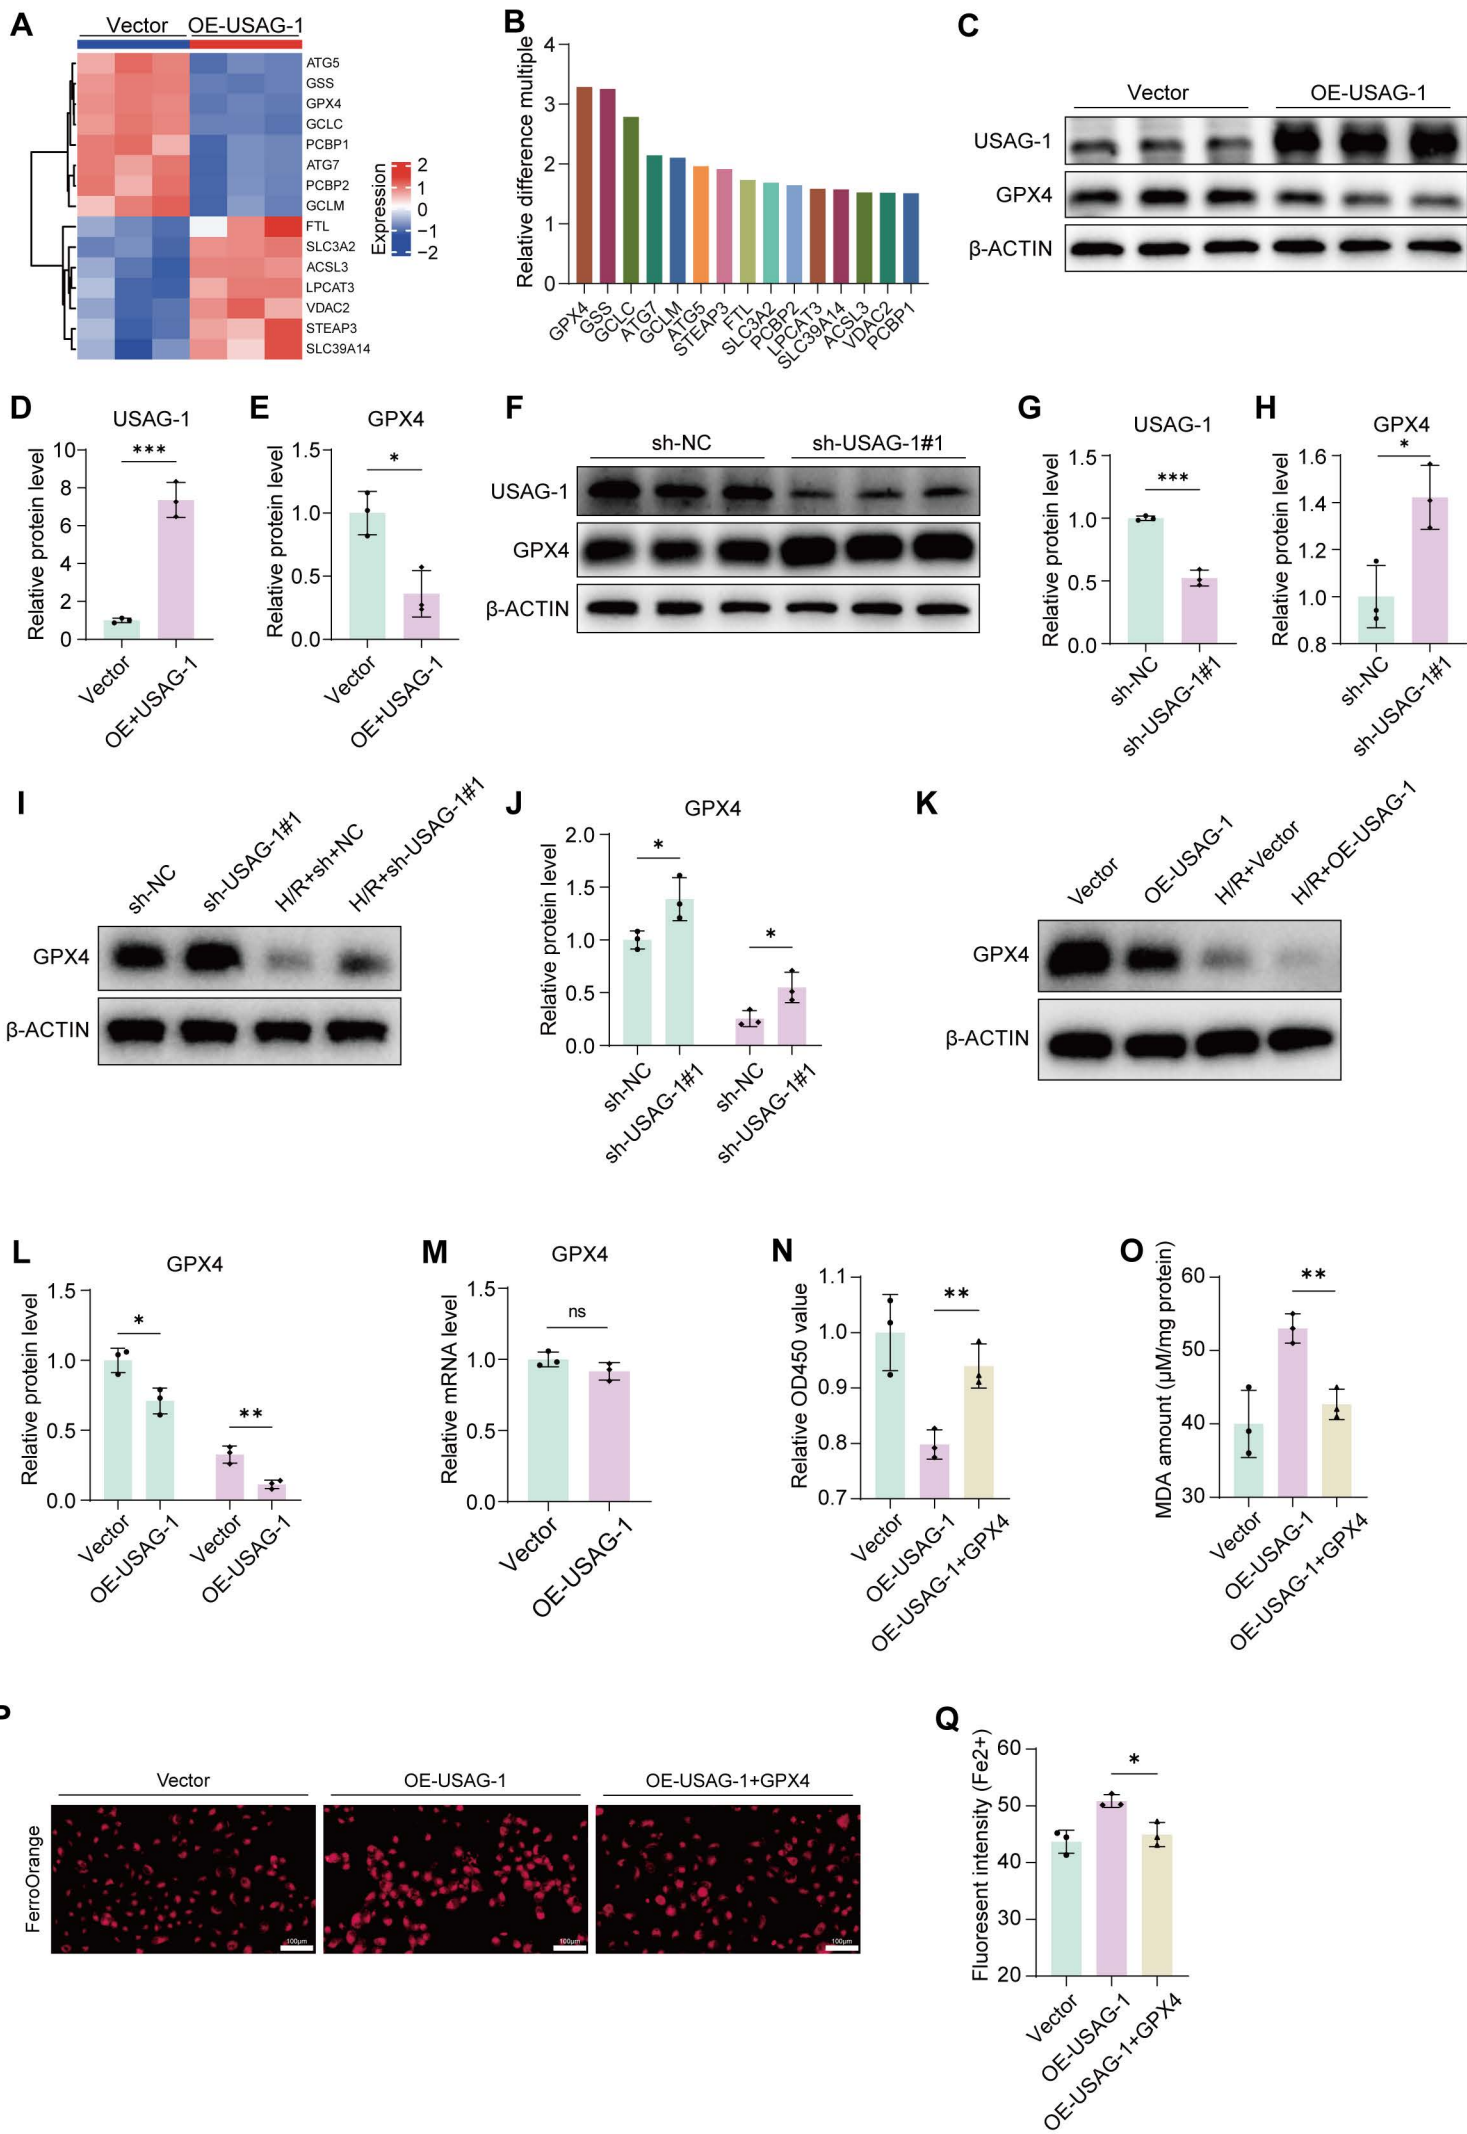 A
Vector OE-USAG-1
ATG5
GSS
GPX4
GCLC
PCBP1
ATG7
PCBP2
GCLM
FTL
SLC3A2
ACSL3
LPCAT3
VDAC2
STEAP3
SLC39A14
Expression
2
1
0
−1
−2
B
Relative difference multiple
4
3
2
1
0
GPX4
GSS
GCLC
ATG7
GCLM
ATG5
STEAP3
FTL
SLC3A2
PCBP2
LPCAT3
SLC39A14
ACSL3
VDAC2
PCBP1
C
Vector OE-USAG-1
USAG-1
GPX4
β-ACTIN
D
USAG-1
Relative protein level
10
8
6
4
2
0
***
Vector
OE+USAG-1
E
GPX4
Relative protein level
1.5
1.0
0.5
0.0
*
Vector
OE+USAG-1
F
sh-NC sh-USAG-1#1
USAG-1
GPX4
β-ACTIN
G
USAG-1
Relative protein level
1.5
1.0
0.5
0.0
***
sh-NC
sh-USAG-1#1
H
GPX4
Relative protein level
1.6
1.4
1.2
1.0
0.8
*
sh-NC
sh-USAG-1#1
I
sh-NC
sh-USAG-1#1
H/R+sh+NC
H/R+sh-USAG-1#1
GPX4
β-ACTIN
J
GPX4
Relative protein level
2.0
1.5
1.0
0.5
0.0
*
*
sh-NC
sh-USAG-1#1
sh-NC
sh-USAG-1#1
K
Vector
OE-USAG-1
H/R+Vector
H/R+OE-USAG-1
GPX4
β-ACTIN
L
GPX4
Relative protein level
1.5
1.0
0.5
0.0
*
**
Vector
OE-USAG-1
Vector
OE-USAG-1
M
GPX4
Relative mRNA level
1.5
1.0
0.5
0.0
ns
Vector
OE-USAG-1
N
Relative OD450 value
1.1
1.0
0.9
0.8
0.7
**
Vector
OE-USAG-1
OE-USAG-1+GPX4
O
MDA amount (μM/mg protein)
60
50
40
30
**
Vector
OE-USAG-1
OE-USAG-1+GPX4
P
Vector OE-USAG-1 OE-USAG-1+GPX4
FerroOrange
100μm 100μm 100μm
Q
Fluoresent intensity (Fe2+)
60
50
40
30
20
*
Vector
OE-USAG-1
OE-USAG-1+GPX4